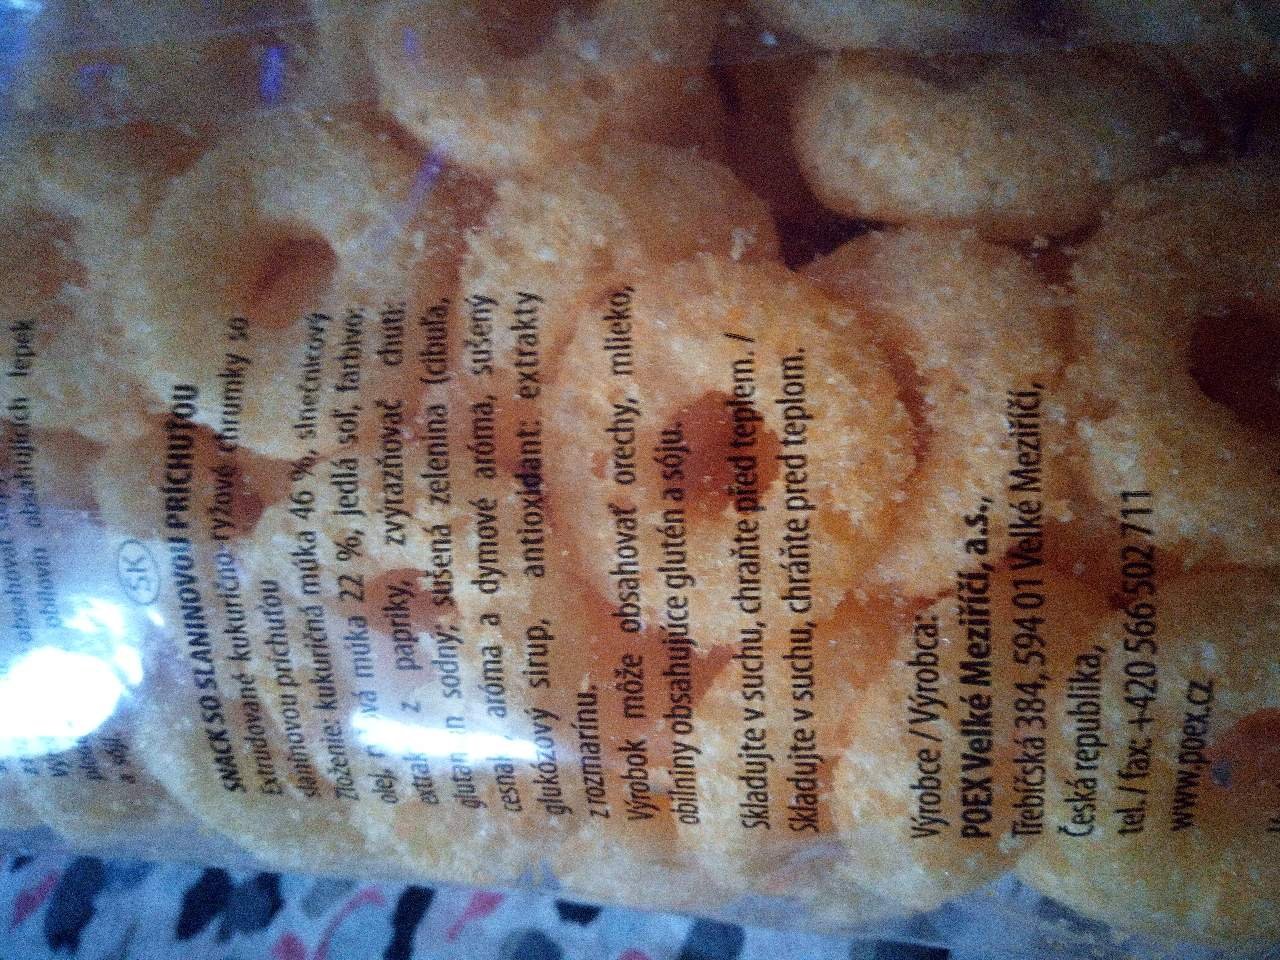 obsahujících lepek
SK
SNACK SO SLANINOVOU PRÍCHUŤOU
Extrudované kukurično-ryžové chrumky so
slaninovou príchuťou
Zloženie: kukuričná múka 46 %, slnečnicový
olej, múka 22 %, jedlá soľ, farbivo:
extrakt z papriky, zvýrazňovač chuti:
sodný; sušená zelenina (cibuľa,
cesnak) aróma a dymové aróma, sušený
glukózový sirup, antioxidant: extrakty
z rozmarínu.
Výrobok môže obsahovať orechy, mlieko,
obilniny obsahujúce glutén a sóju.
Skladujte v suchu, chraňte před teplem. /
Skladujte v suchu, chráňte pred teplom.
Výrobce / Výrobca:
POEX Velké Meziříčí, a.s.,
Třebíčská 384, 594 01 Velké Meziříčí,
Česká republika,
tel. / fax: +420 566 502 711
www.poex.cz